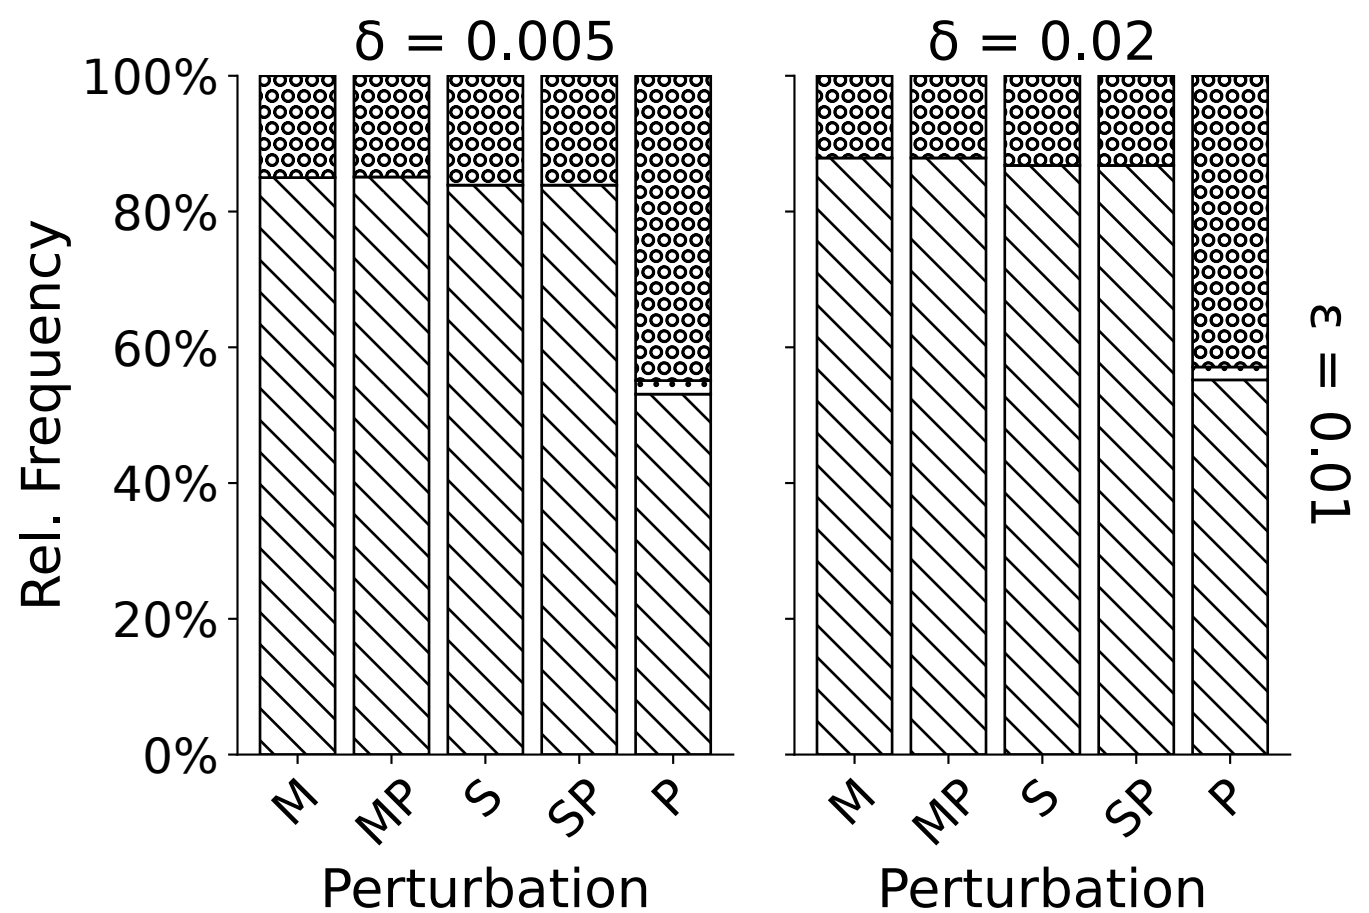 δ = 0.005
δ = 0.02
100%
80%
60%
40%
20%
0%
Rel. Frequency
ε = 0.01
M
MP
S
SP
P
M
MP
S
SP
P
Perturbation
Perturbation